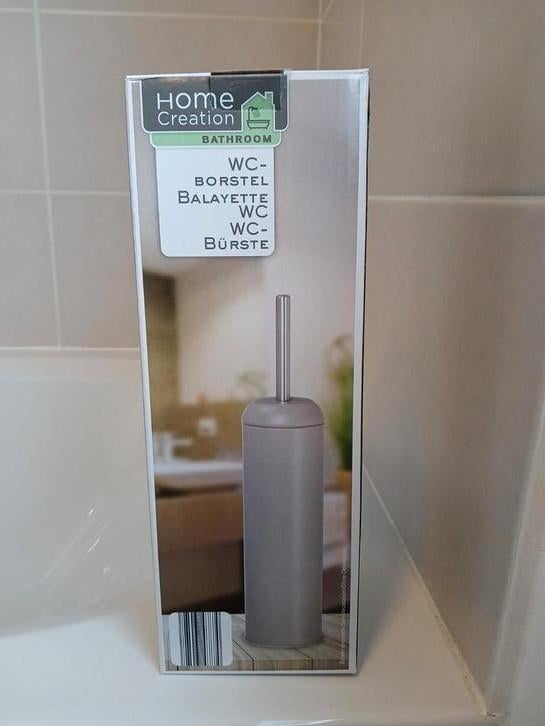 Home
Creation
BATHROOM
WC-
BORSTEL
BALAYETTE
WC
WC-
BÜRSTE